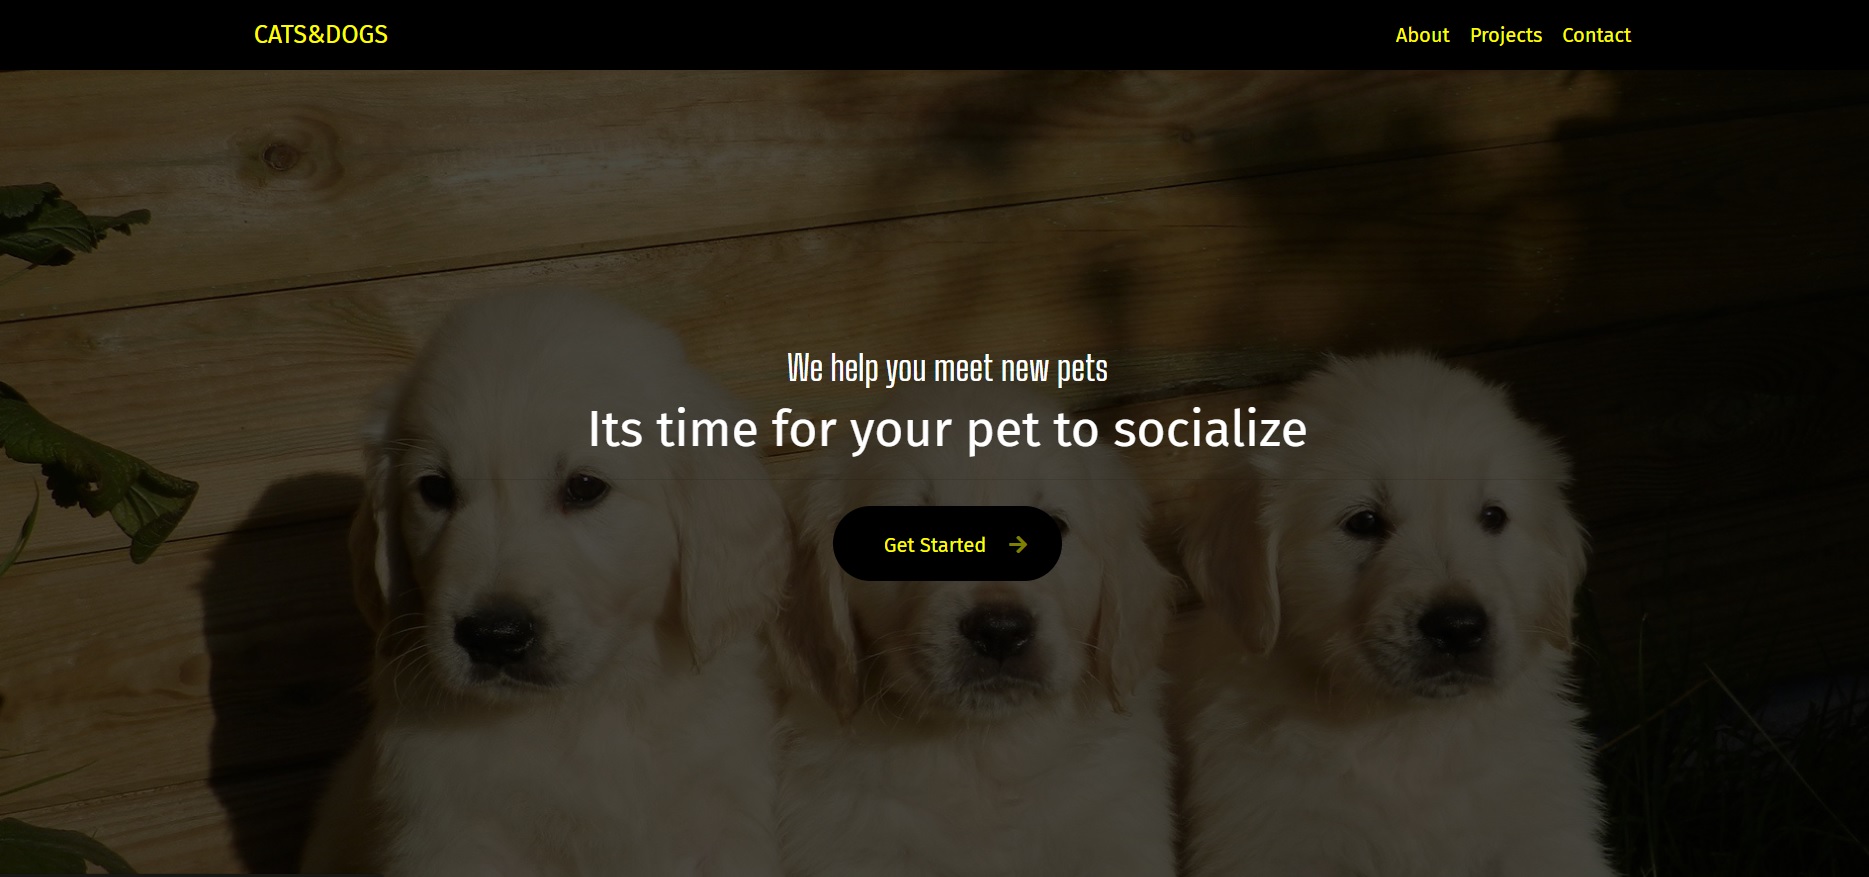 CATS&DOGS
About Projects Contact
We help you meet new pets
Its time for your pet to socialize
Get Started